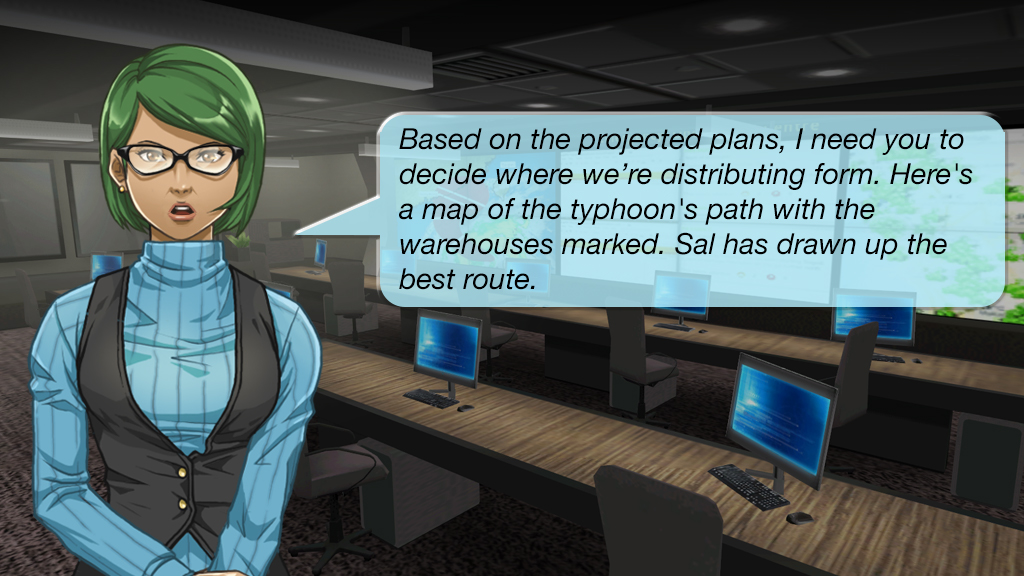 Based on the projected plans, I need you to
decide where we’re distributing form. Here's
a map of the typhoon's path with the
warehouses marked. Sal has drawn up the
best route.